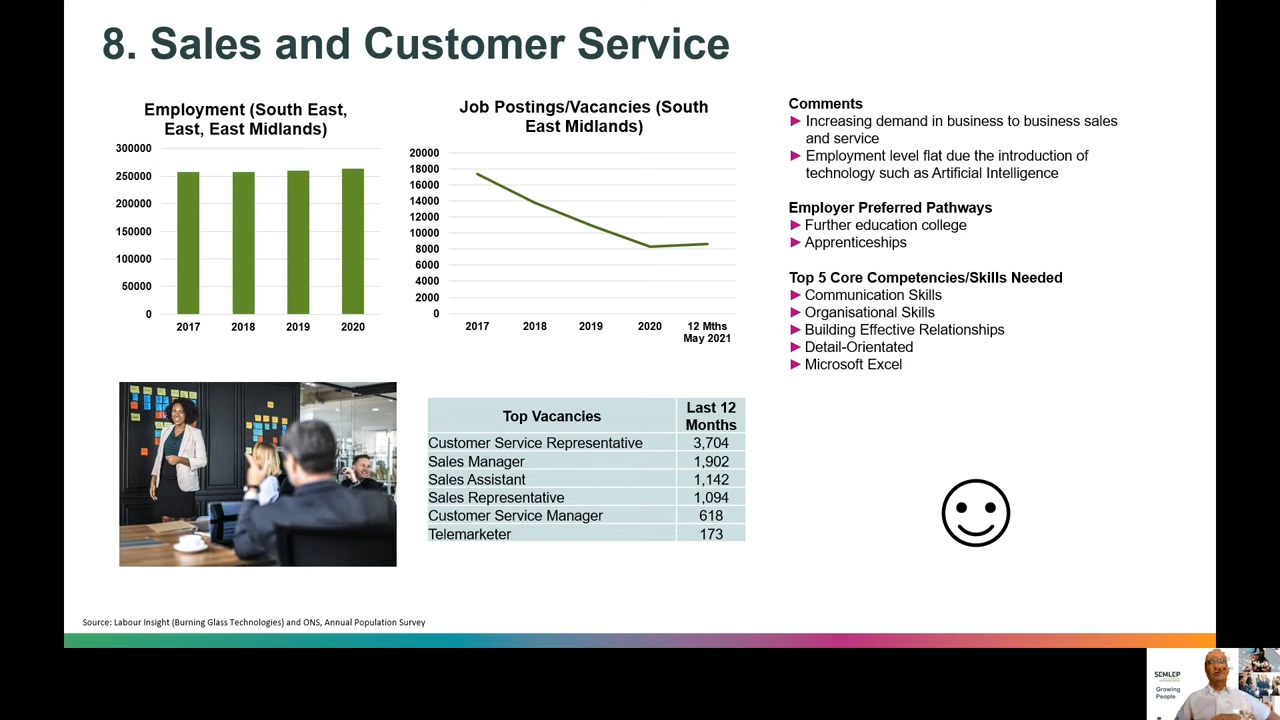 8. Sales and Customer Service
Employment (South East,
East, East Midlands)
300000
250000
200000
150000
100000
50000
0
2017 2018 2019 2020
Job Postings/Vacancies (South
East Midlands)
20000
18000
16000
14000
12000
10000
8000
6000
4000
2000
0
2017 2018 2019 2020 12 Mths
May 2021
Comments
Increasing demand in business to business sales
and service
Employment level flat due the introduction of
technology such as Artificial Intelligence
Employer Preferred Pathways
Further education college
Apprenticeships
Top 5 Core Competencies/Skills Needed
Communication Skills
Organisational Skills
Building Effective Relationships
Detail-Orientated
Microsoft Excel
Top Vacancies Last 12
Months
Customer Service Representative 3,704
Sales Manager 1,902
Sales Assistant 1,142
Sales Representative 1,094
Customer Service Manager 618
Telemarketer 173
Source: Labour Insight (Burning Glass Technologies) and ONS, Annual Population Survey
SEMLEP
Growing
People